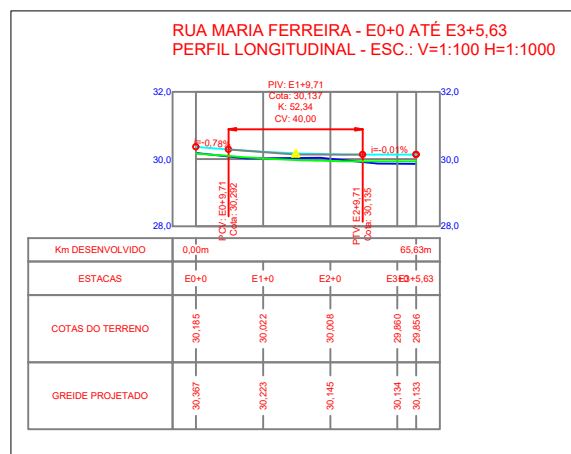 RUA MARIA FERREIRA - E0+0 ATÉ E3+5,63
PERFIL LONGITUDINAL - ESC.: V=1:100 H=1:1000
PIV: E1+9,71
Cota: 30,137
K: 52,34
CV: 40,00
32,0
32,0
i=-0,78%
i=-0,01%
30,0
30,0
PCV: E0+9,71
Cota: 30,292
PTV: E2+9,71
Cota: 30,135
28,0
28,0
Km DESENVOLVIDO 0,00m 65,63m
ESTACAS E0+0 E1+0 E2+0 E3+0 E3+5,63
COTAS DO TERRENO 30,185 30,022 30,008 29,860 29,856
GREIDE PROJETADO 30,367 30,223 30,145 30,134 30,133